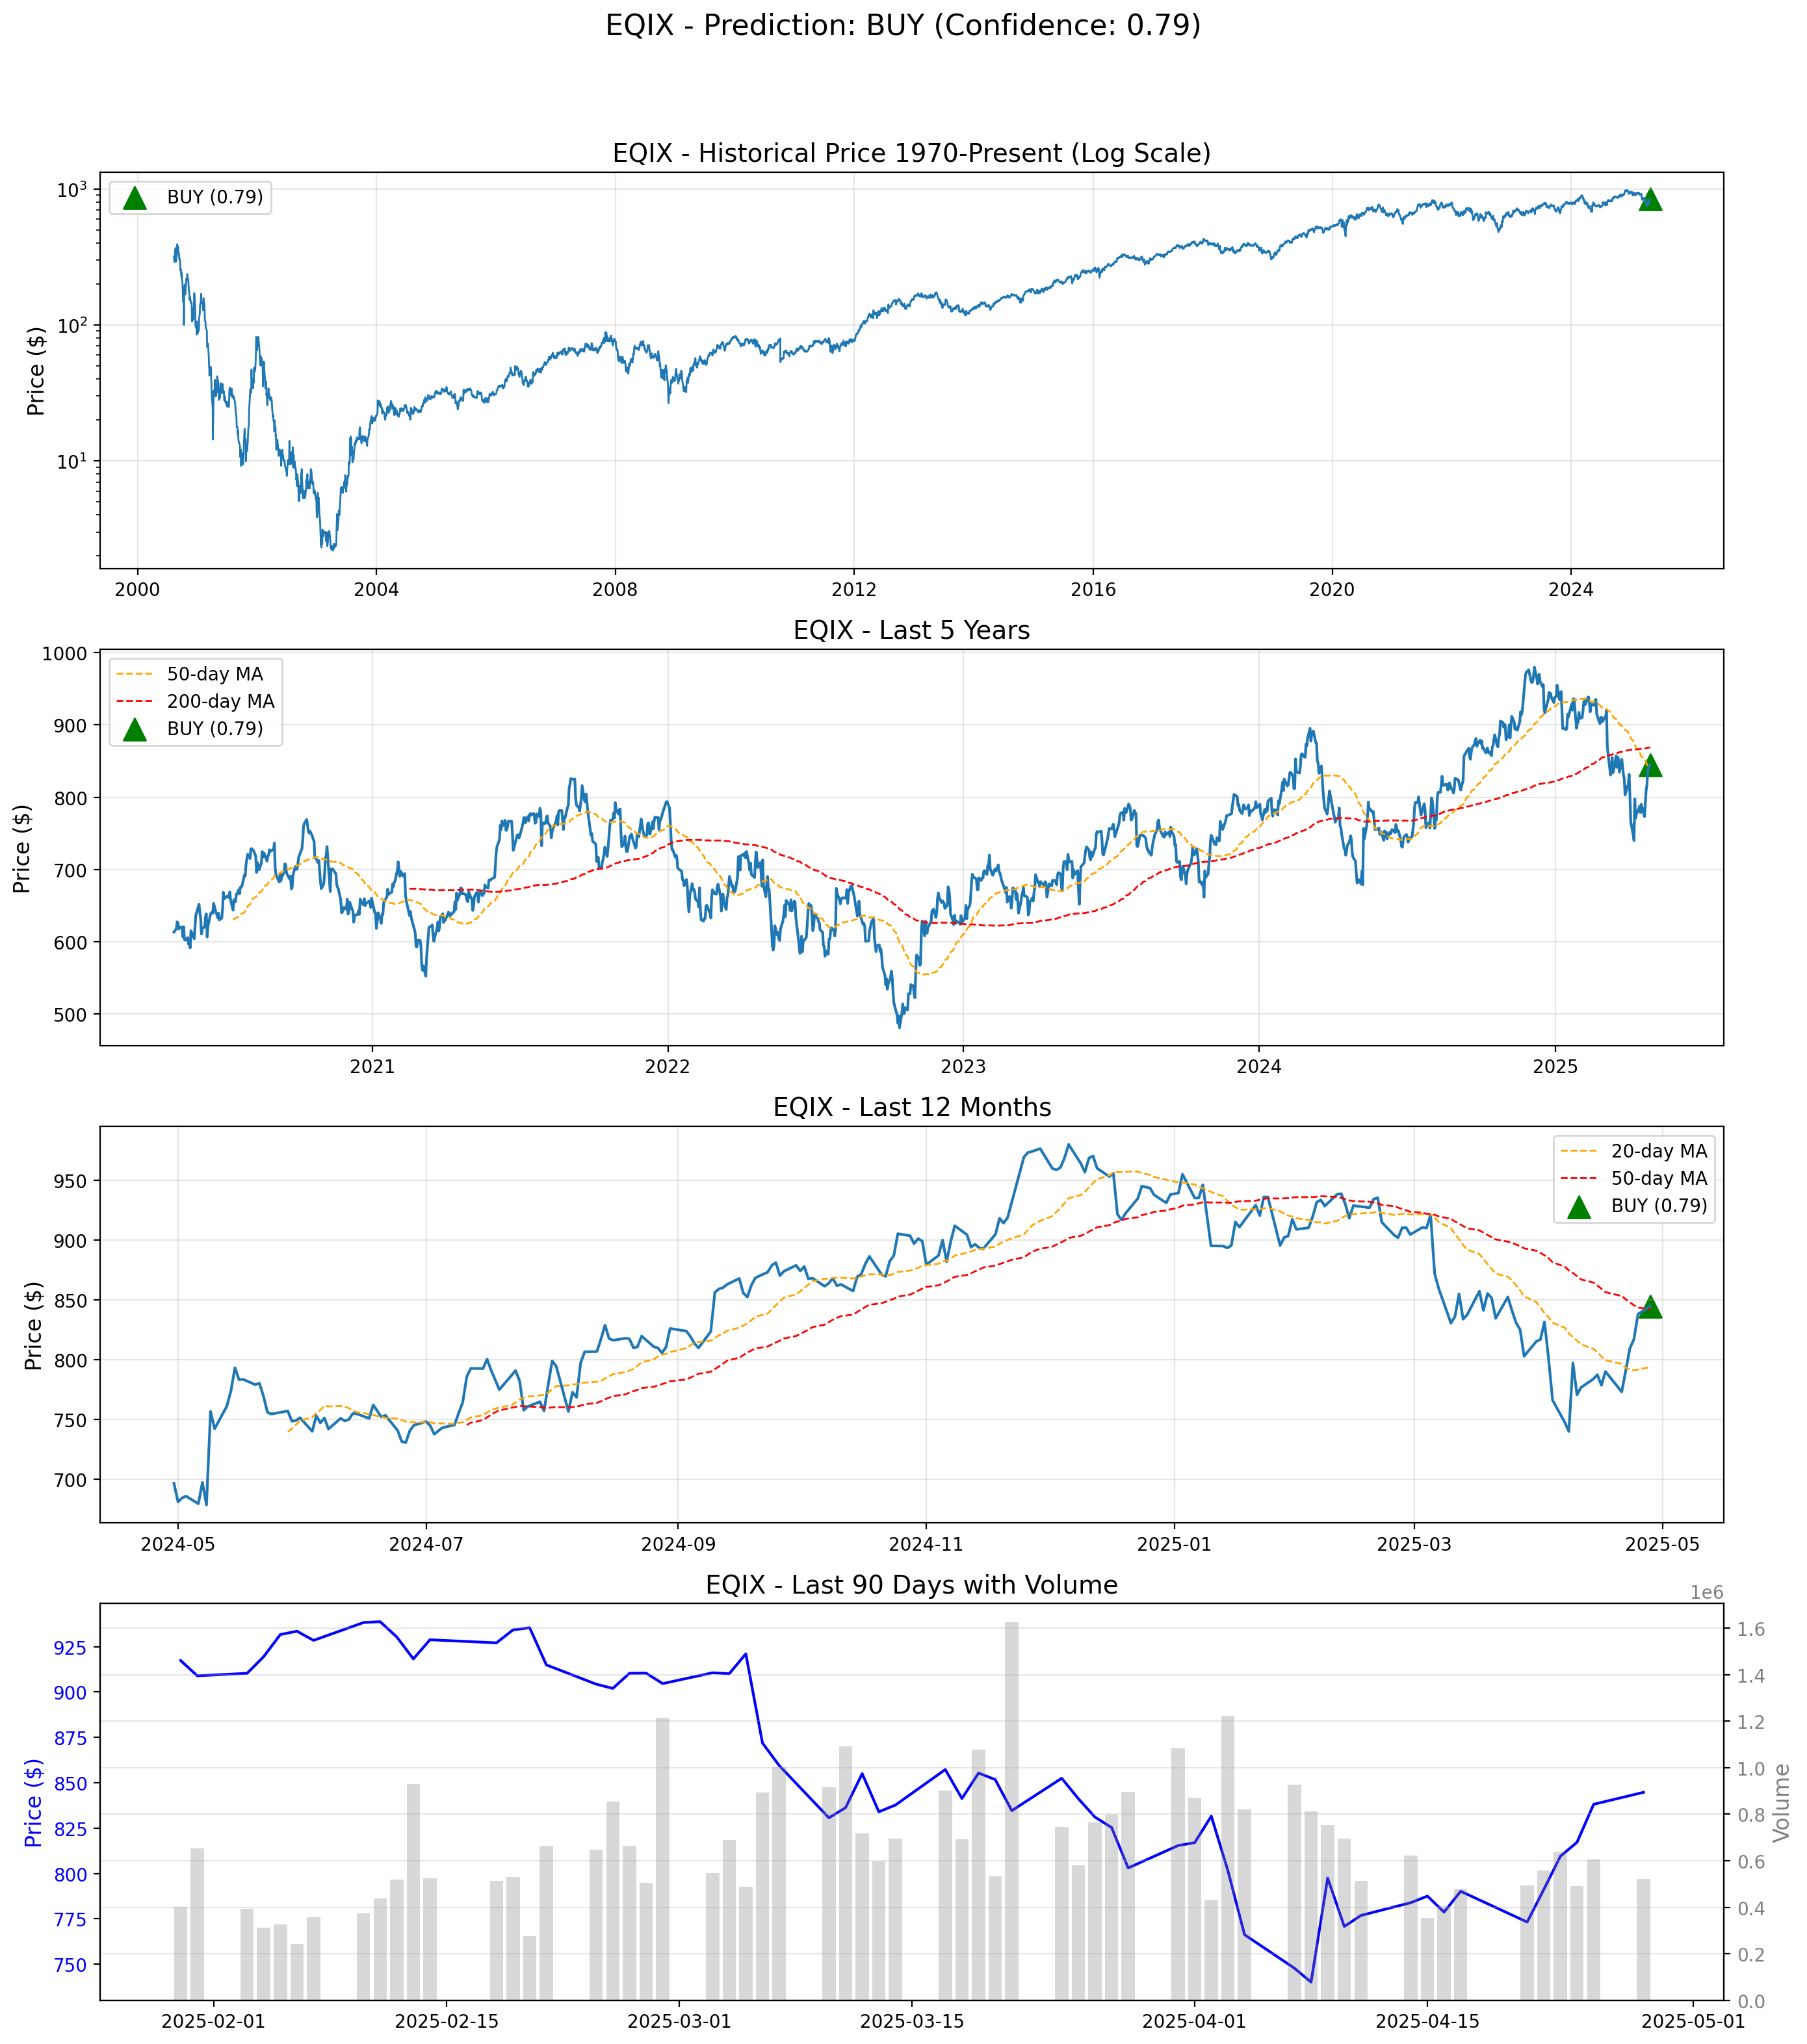 EQIX - Prediction: BUY (Confidence: 0.79)
EQIX - Historical Price 1970-Present (Log Scale)
BUY (0.79)
Price ($)
10³
10²
10¹
2000 2004 2008 2012 2016 2020 2024
EQIX - Last 5 Years
50-day MA
200-day MA
BUY (0.79)
Price ($)
1000
900
800
700
600
500
2021 2022 2023 2024 2025
EQIX - Last 12 Months
20-day MA
50-day MA
BUY (0.79)
Price ($)
950
900
850
800
750
700
2024-05 2024-07 2024-09 2024-11 2025-01 2025-03 2025-05
EQIX - Last 90 Days with Volume
1e6
Price ($)
925
900
875
850
825
800
775
750
1.6
1.4
1.2
1.0
0.8
0.6
0.4
0.2
0.0
Volume
2025-02-01 2025-02-15 2025-03-01 2025-03-15 2025-04-01 2025-04-15 2025-05-01